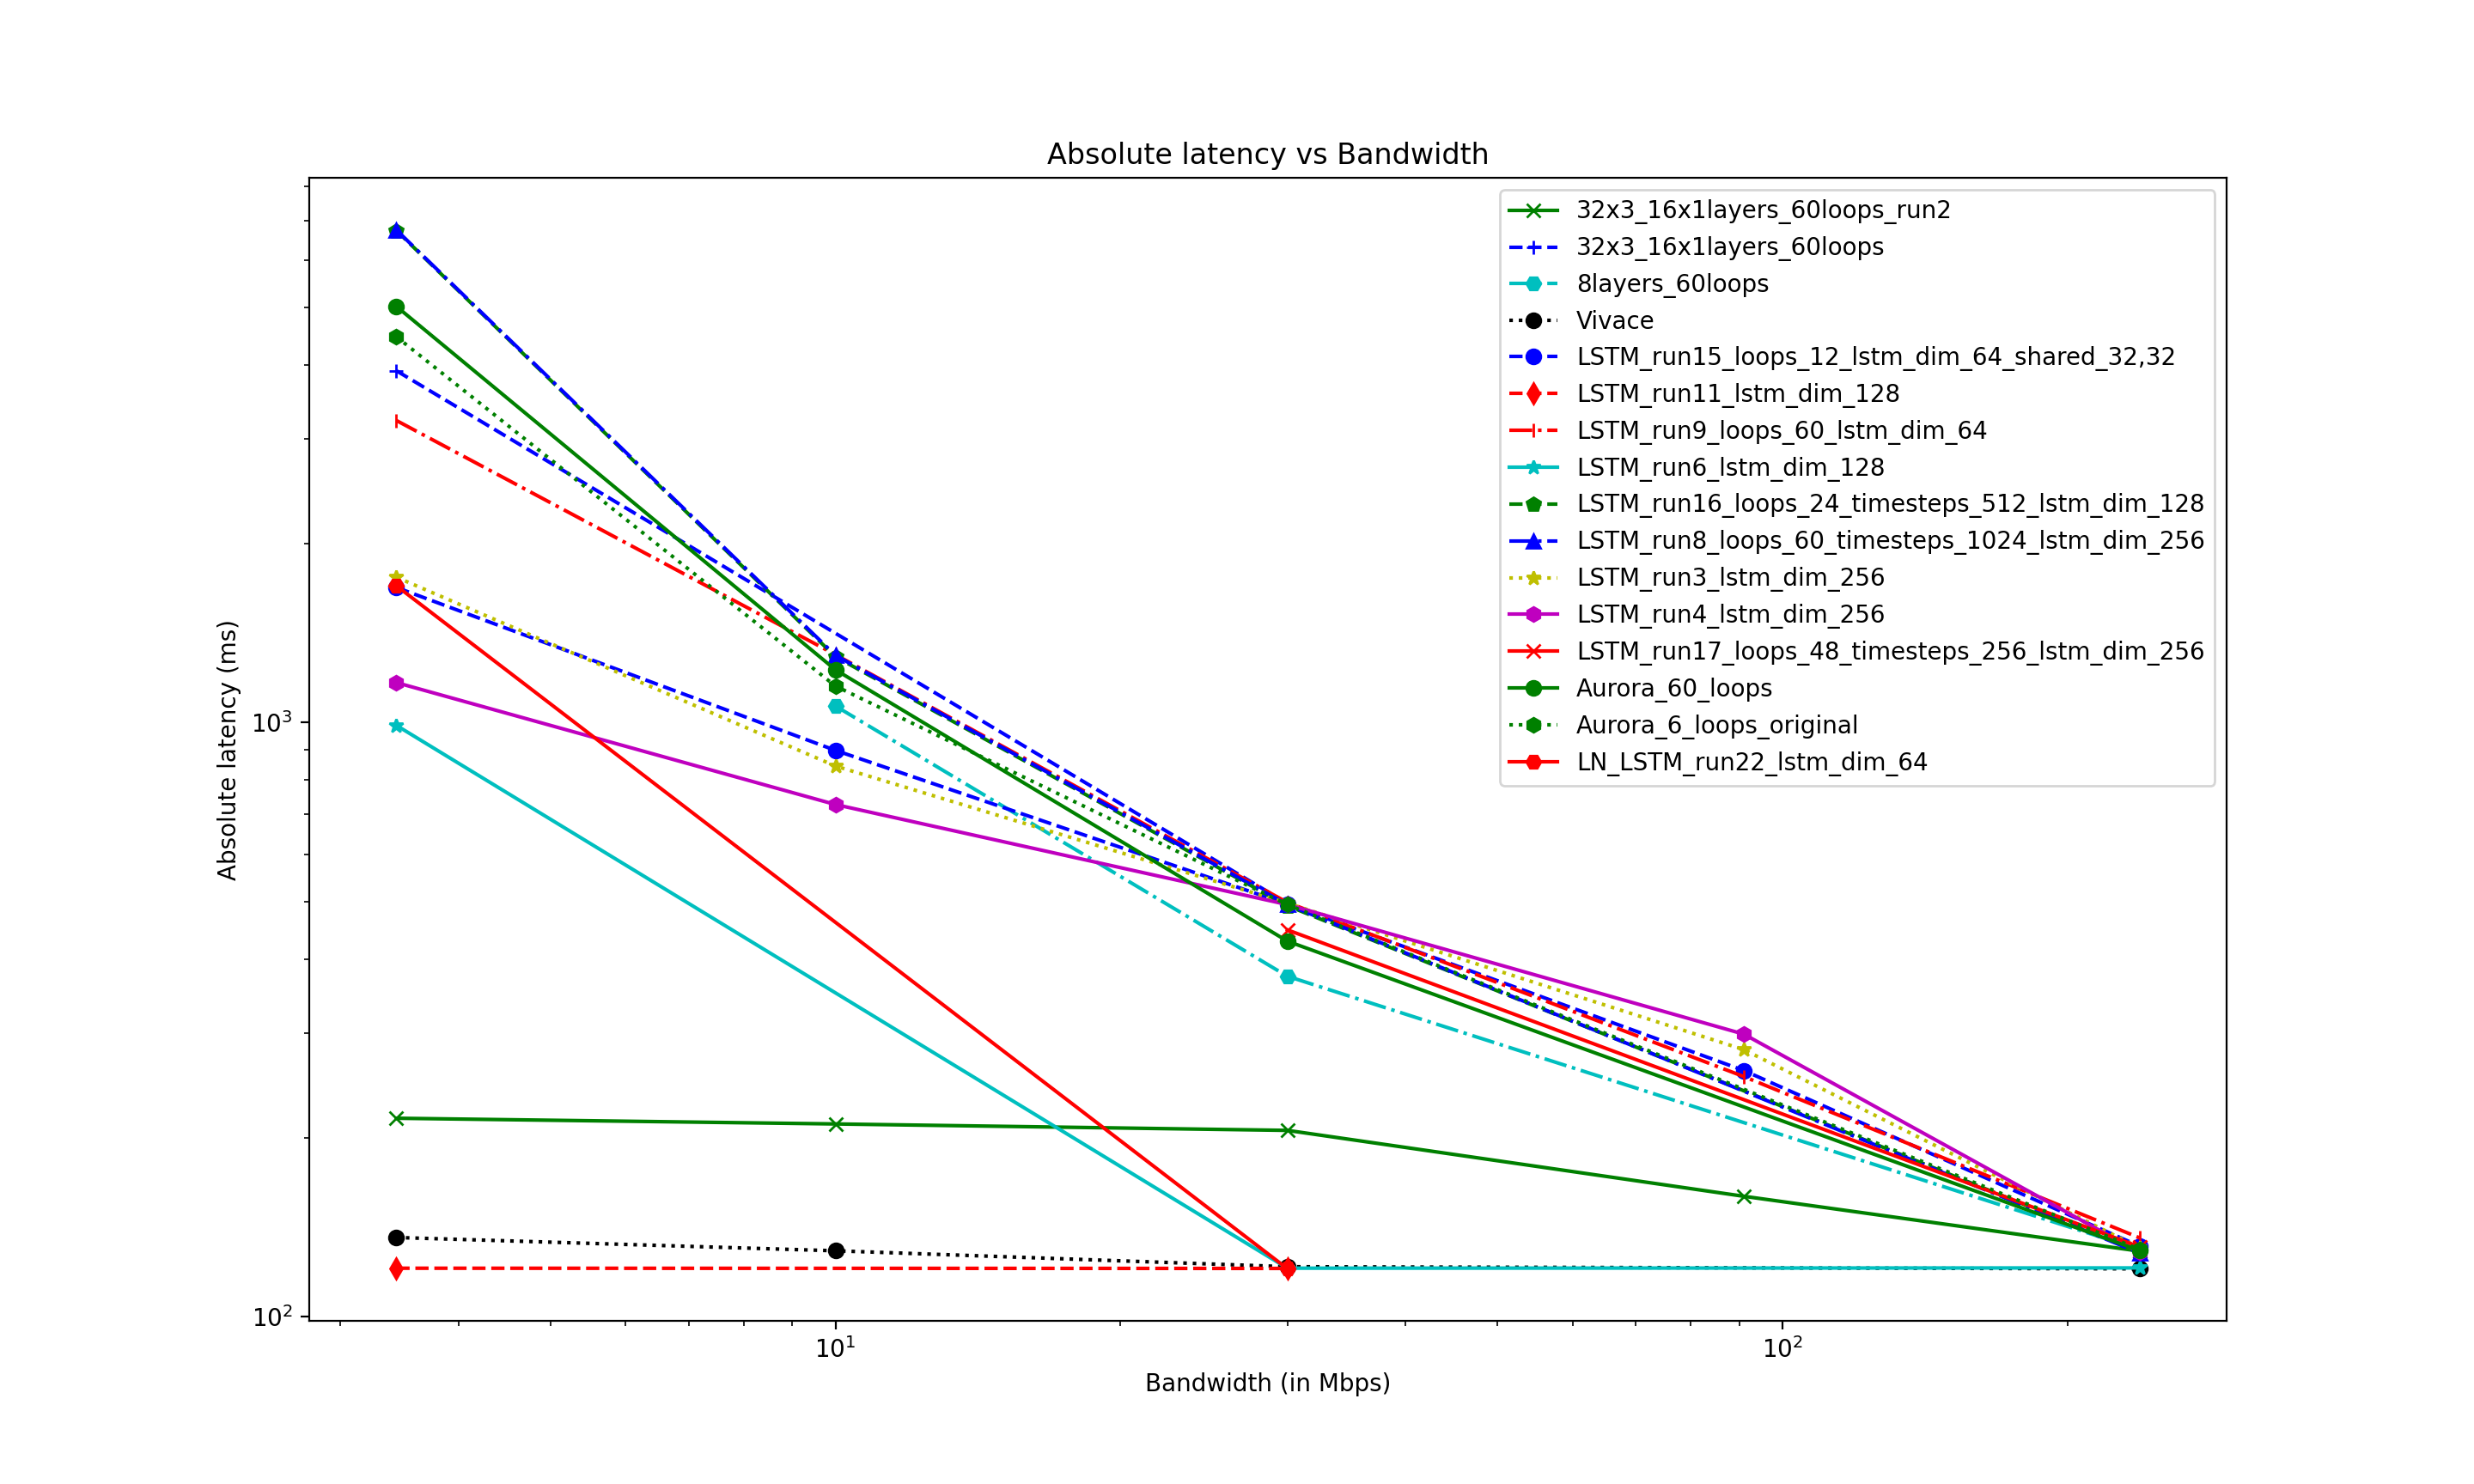 Absolute latency vs Bandwidth
32x3_16x1layers_60loops_run2
32x3_16x1layers_60loops
8layers_60loops
Vivace
LSTM_run15_loops_12_lstm_dim_64_shared_32,32
LSTM_run11_lstm_dim_128
LSTM_run9_loops_60_lstm_dim_64
LSTM_run6_lstm_dim_128
LSTM_run16_loops_24_timesteps_512_lstm_dim_128
LSTM_run8_loops_60_timesteps_1024_lstm_dim_256
LSTM_run3_lstm_dim_256
LSTM_run4_lstm_dim_256
LSTM_run17_loops_48_timesteps_256_lstm_dim_256
Aurora_60_loops
Aurora_6_loops_original
LN_LSTM_run22_lstm_dim_64
Absolute latency (ms)
10³
10²
10¹
10²
Bandwidth (in Mbps)